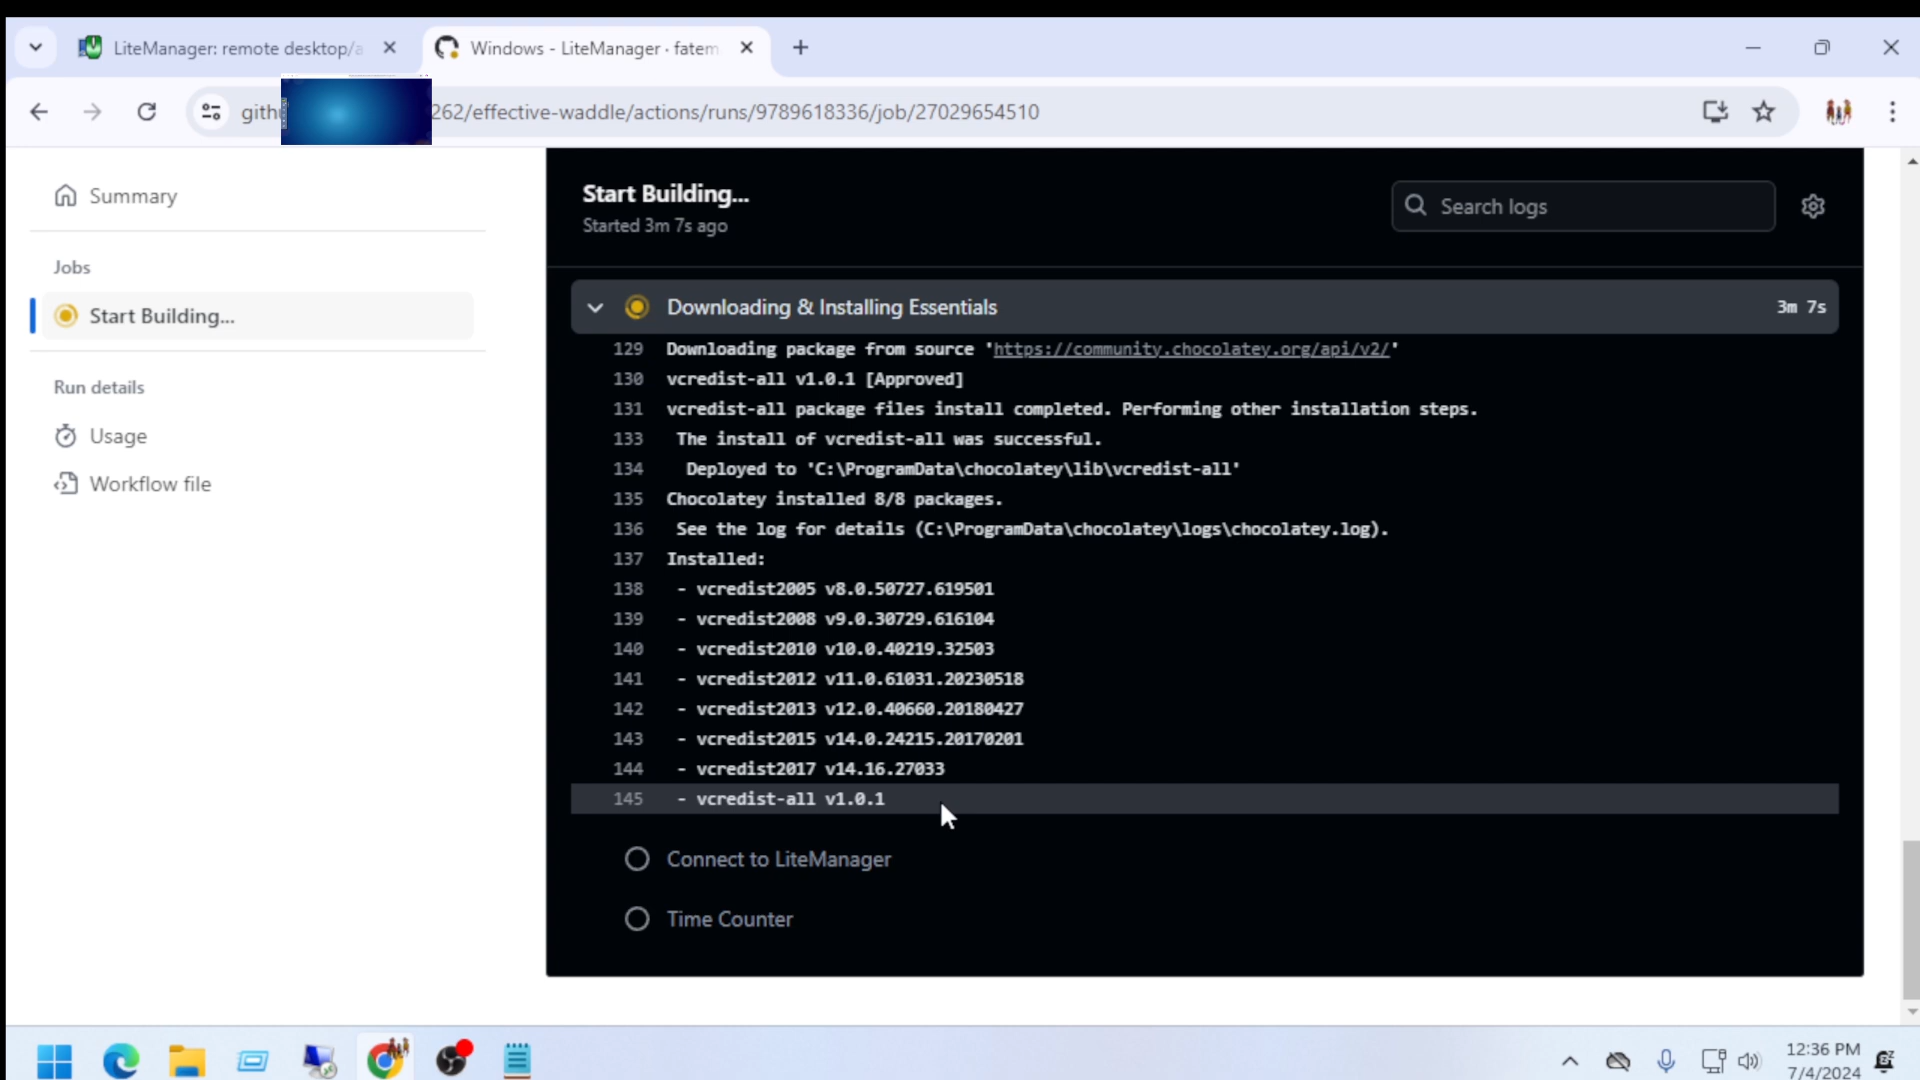 LiteManager: remote desktop/a
Windows - LiteManager · fatem
gith
262/effective-waddle/actions/runs/9789618336/job/27029654510
Summary
Jobs
Start Building...
Run details
Usage
Workflow file
Start Building...
Started 3m 7s ago
Search logs
Downloading & Installing Essentials
3m 7s
129 Downloading package from source 'https://community.chocolatey.org/api/v2/'
130 vcredist-all v1.0.1 [Approved]
131 vcredist-all package files install completed. Performing other installation steps.
133 The install of vcredist-all was successful.
134 Deployed to 'C:\ProgramData\chocolatey\lib\vcredist-all'
135 Chocolatey installed 8/8 packages.
136 See the log for details (C:\ProgramData\chocolatey\logs\chocolatey.log).
137 Installed:
138 - vcredist2005 v8.0.50727.619501
139 - vcredist2008 v9.0.30729.616104
140 - vcredist2010 v10.0.40219.32503
141 - vcredist2012 v11.0.61031.20230518
142 - vcredist2013 v12.0.40660.20180427
143 - vcredist2015 v14.0.24215.20170201
144 - vcredist2017 v14.16.27033
145 - vcredist-all v1.0.1
Connect to LiteManager
Time Counter
12:36 PM
7/4/2024